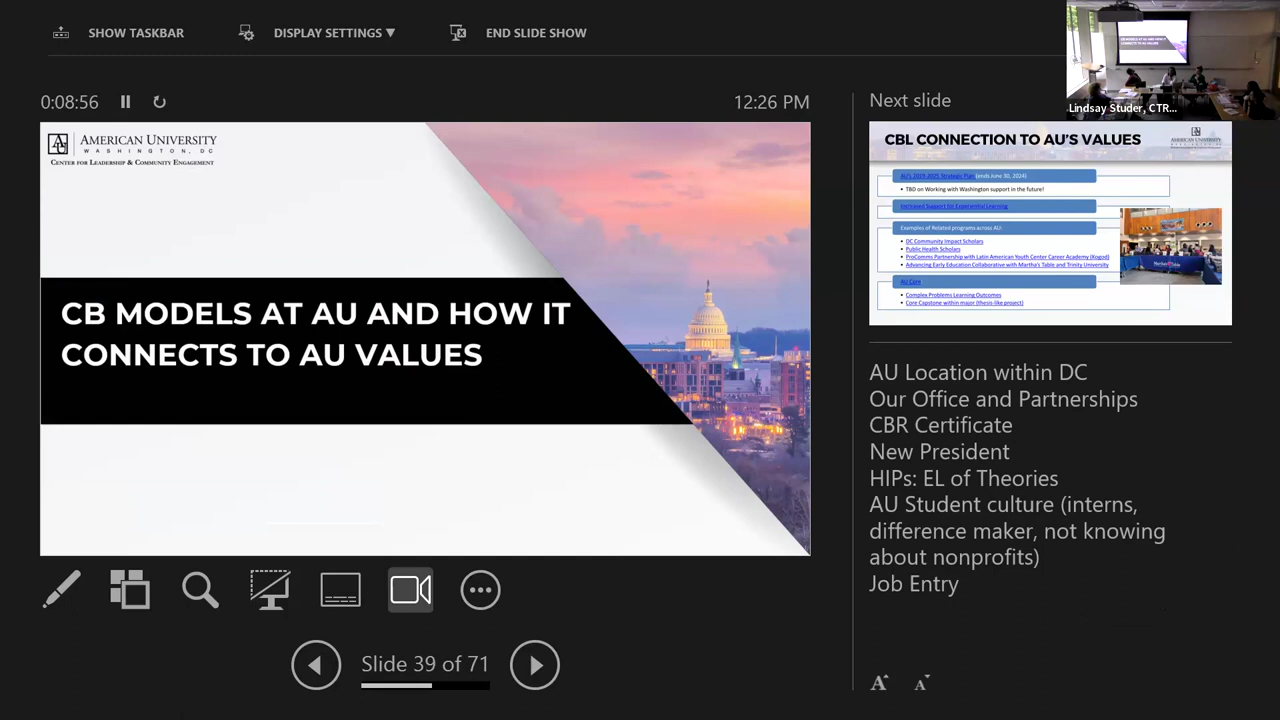 SHOW TASKBAR
DISPLAY SETTINGS ▼
END SLIDE SHOW
0:08:56
12:26 PM
AMERICAN UNIVERSITY
WASHINGTON, DC
CENTER FOR LEADERSHIP & COMMUNITY ENGAGEMENT
CB MODELS AT AU AND HOW IT
CONNECTS TO AU VALUES
Slide 39 of 71
Lindsay Studer, CTR...
Next slide
CBL CONNECTION TO AU'S VALUES
AMERICAN UNIVERSITY
AU's 2019-2025 Strategic Plan (ends June 30, 2024)
• TBD on Working with Washington support in the future!
Increased Support for Experiential Learning
Examples of Related programs across AU:
• DC Community Impact Scholars
• Public Health Scholars
• ProComms Partnership with Latin American Youth Center Career Academy (Kogod)
• Advancing Early Education Collaborative with Martha's Table and Trinity University
AU Core
• Complex Problems Learning Outcomes
• Core Capstone within major (thesis-like project)
AU Location within DC
Our Office and Partnerships
CBR Certificate
New President
HIPs: EL of Theories
AU Student culture (interns,
difference maker, not knowing
about nonprofits)
Job Entry
A A